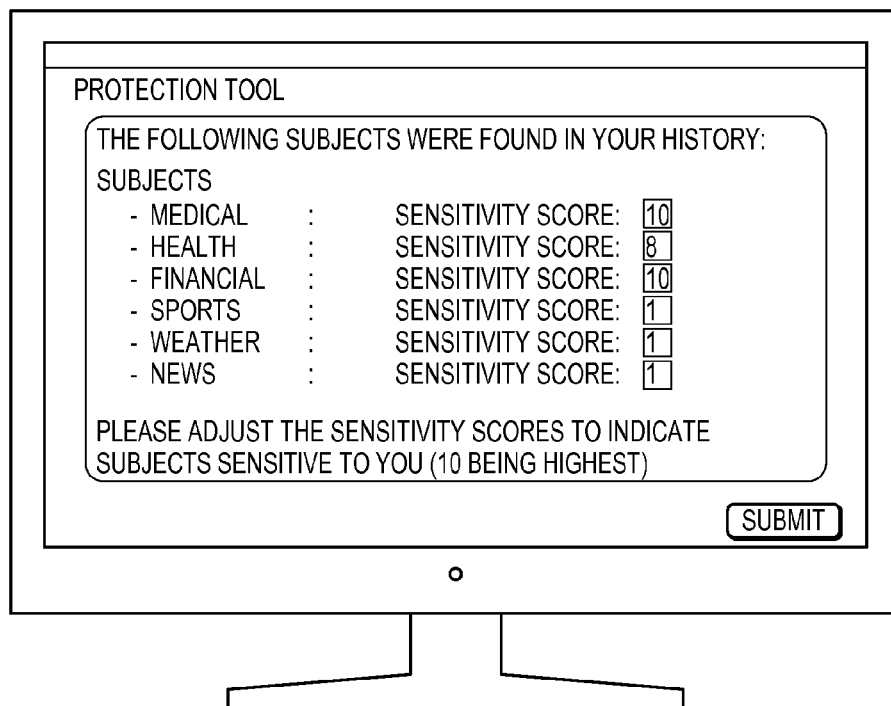 PROTECTION TOOL
THE FOLLOWING SUBJECTS WERE FOUND IN YOUR HISTORY:
SUBJECTS
- MEDICAL : SENSITIVITY SCORE: 10
- HEALTH : SENSITIVITY SCORE: 8
- FINANCIAL : SENSITIVITY SCORE: 10
- SPORTS : SENSITIVITY SCORE: 1
- WEATHER : SENSITIVITY SCORE: 1
- NEWS : SENSITIVITY SCORE: 1
PLEASE ADJUST THE SENSITIVITY SCORES TO INDICATE
SUBJECTS SENSITIVE TO YOU (10 BEING HIGHEST)
SUBMIT